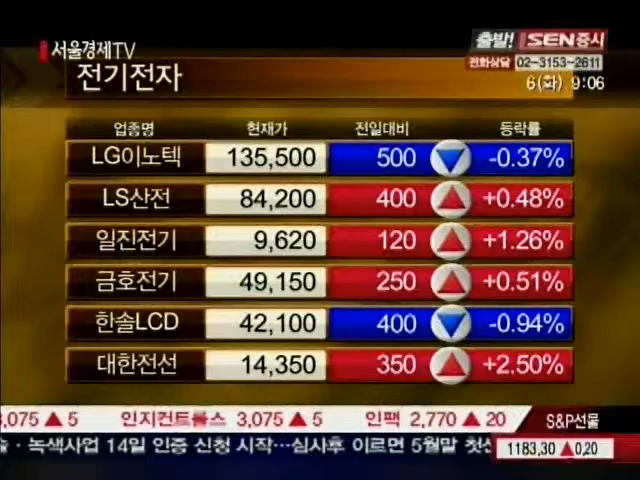 서울경제TV
출발! SEN증시
전화상담 02-3153-2611
전기전자
6(화) 9:06
업종명 현재가 전일대비 등락률
LG이노텍 135,500 500 ▼ -0.37%
LS산전 84,200 400 ▲ +0.48%
일진전기 9,620 120 ▲ +1.26%
금호전기 49,150 250 ▲ +0.51%
한솔LCD 42,100 400 ▼ -0.94%
대한전선 14,350 350 ▲ +2.50%
3,075 ▲ 5 인지컨트롤스 3,075 ▲ 5 인팩 2,770 ▲ 20 S&P선물
· 녹색사업 14일 인증 신청 시작…심사후 이르면 5월말 첫 1183,30 ▲0,20